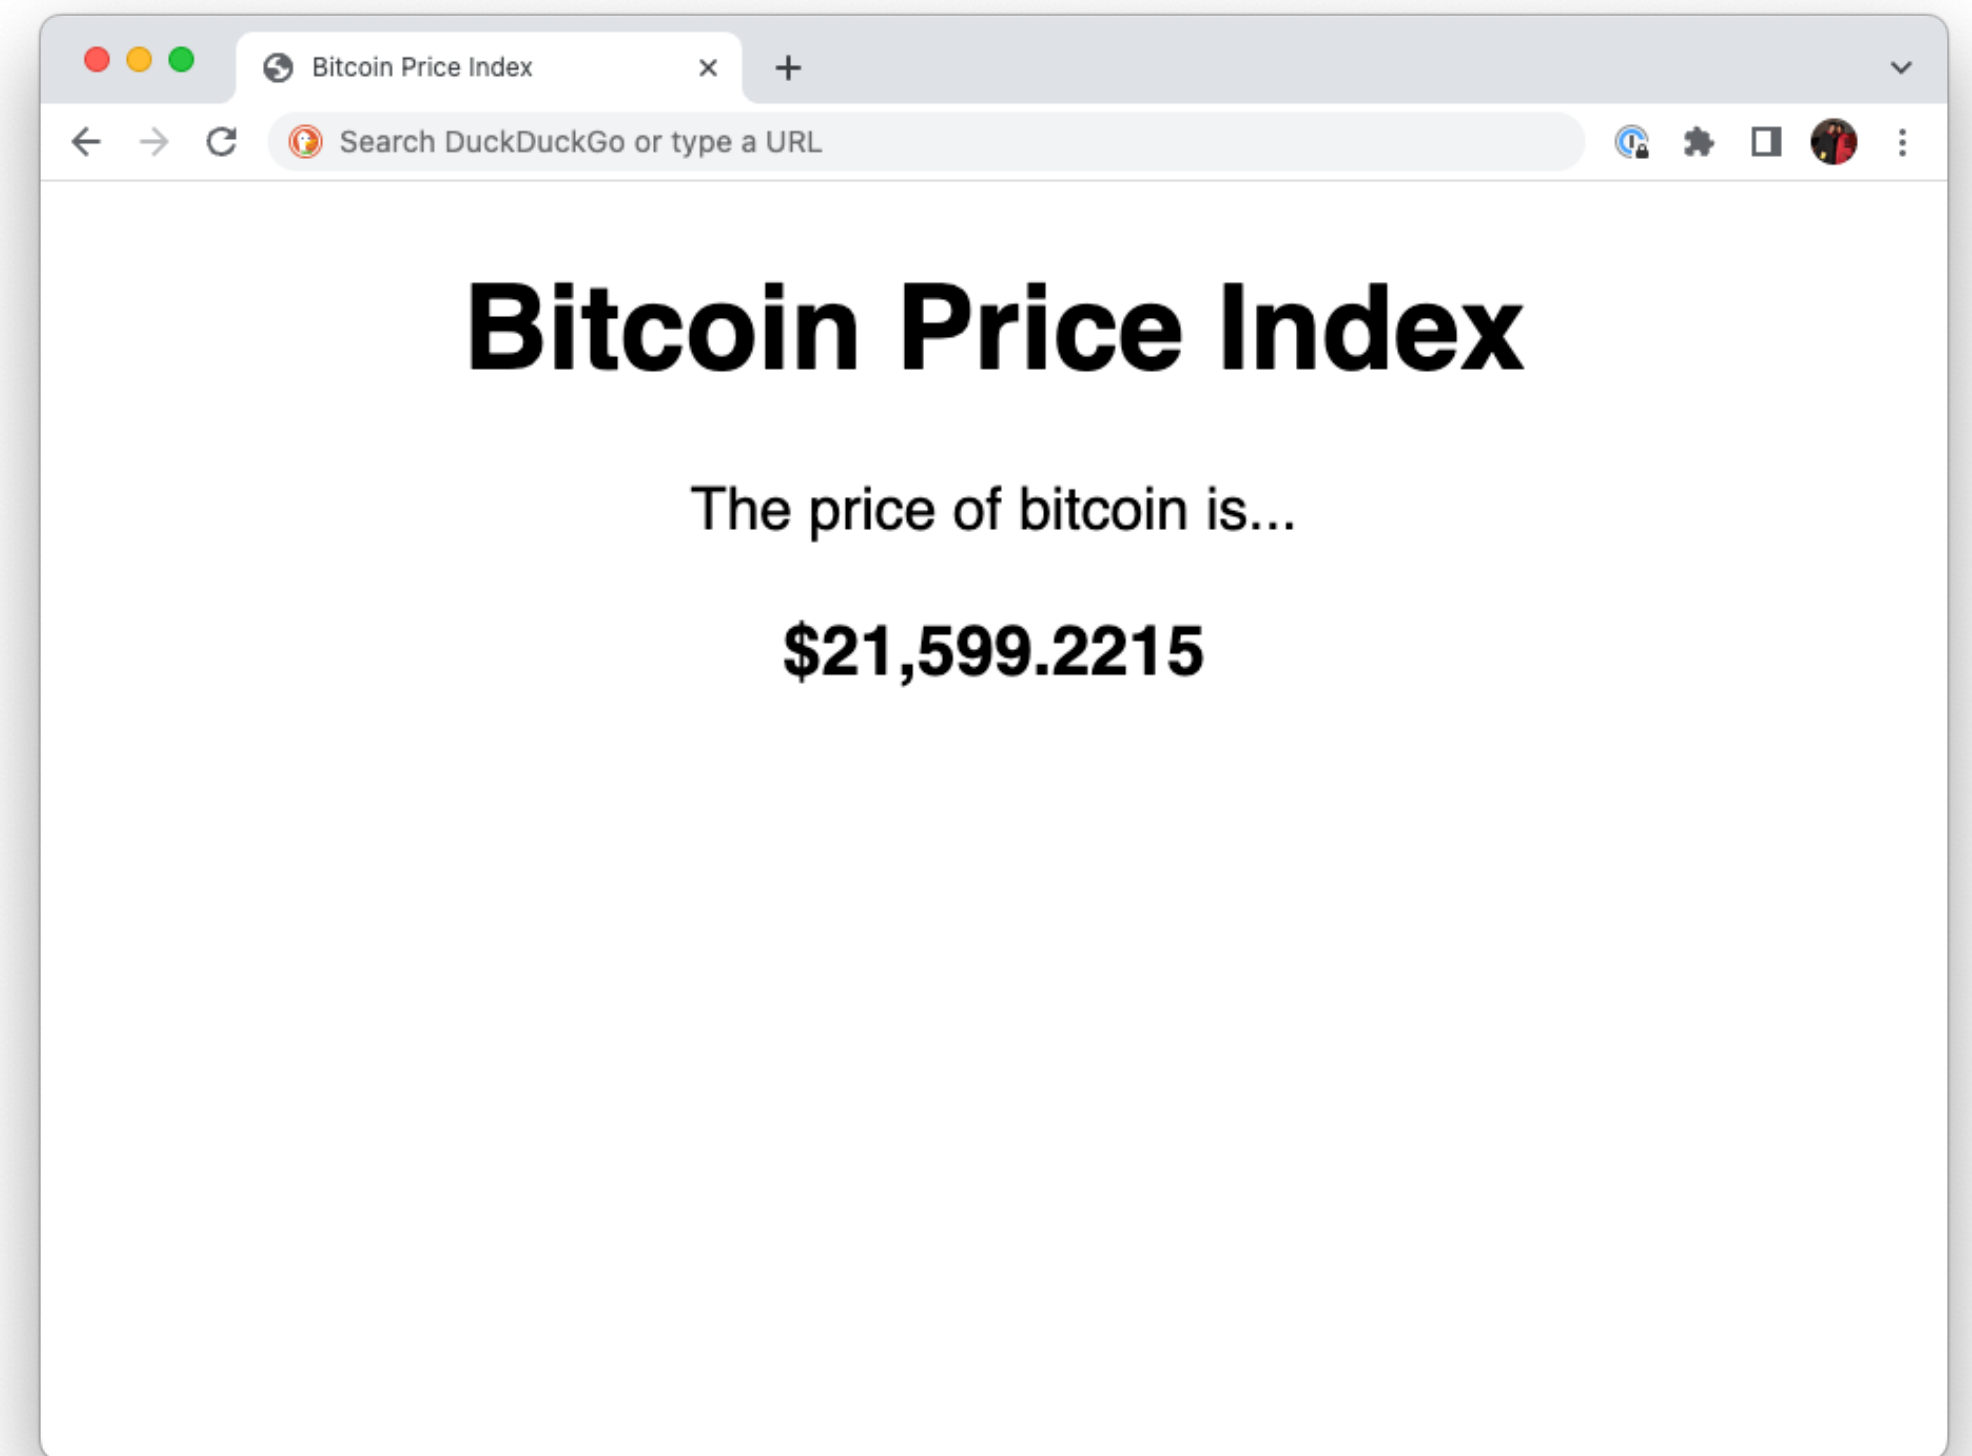 Bitcoin Price Index
Search DuckDuckGo or type a URL
Bitcoin Price Index
The price of bitcoin is...
$21,599.2215